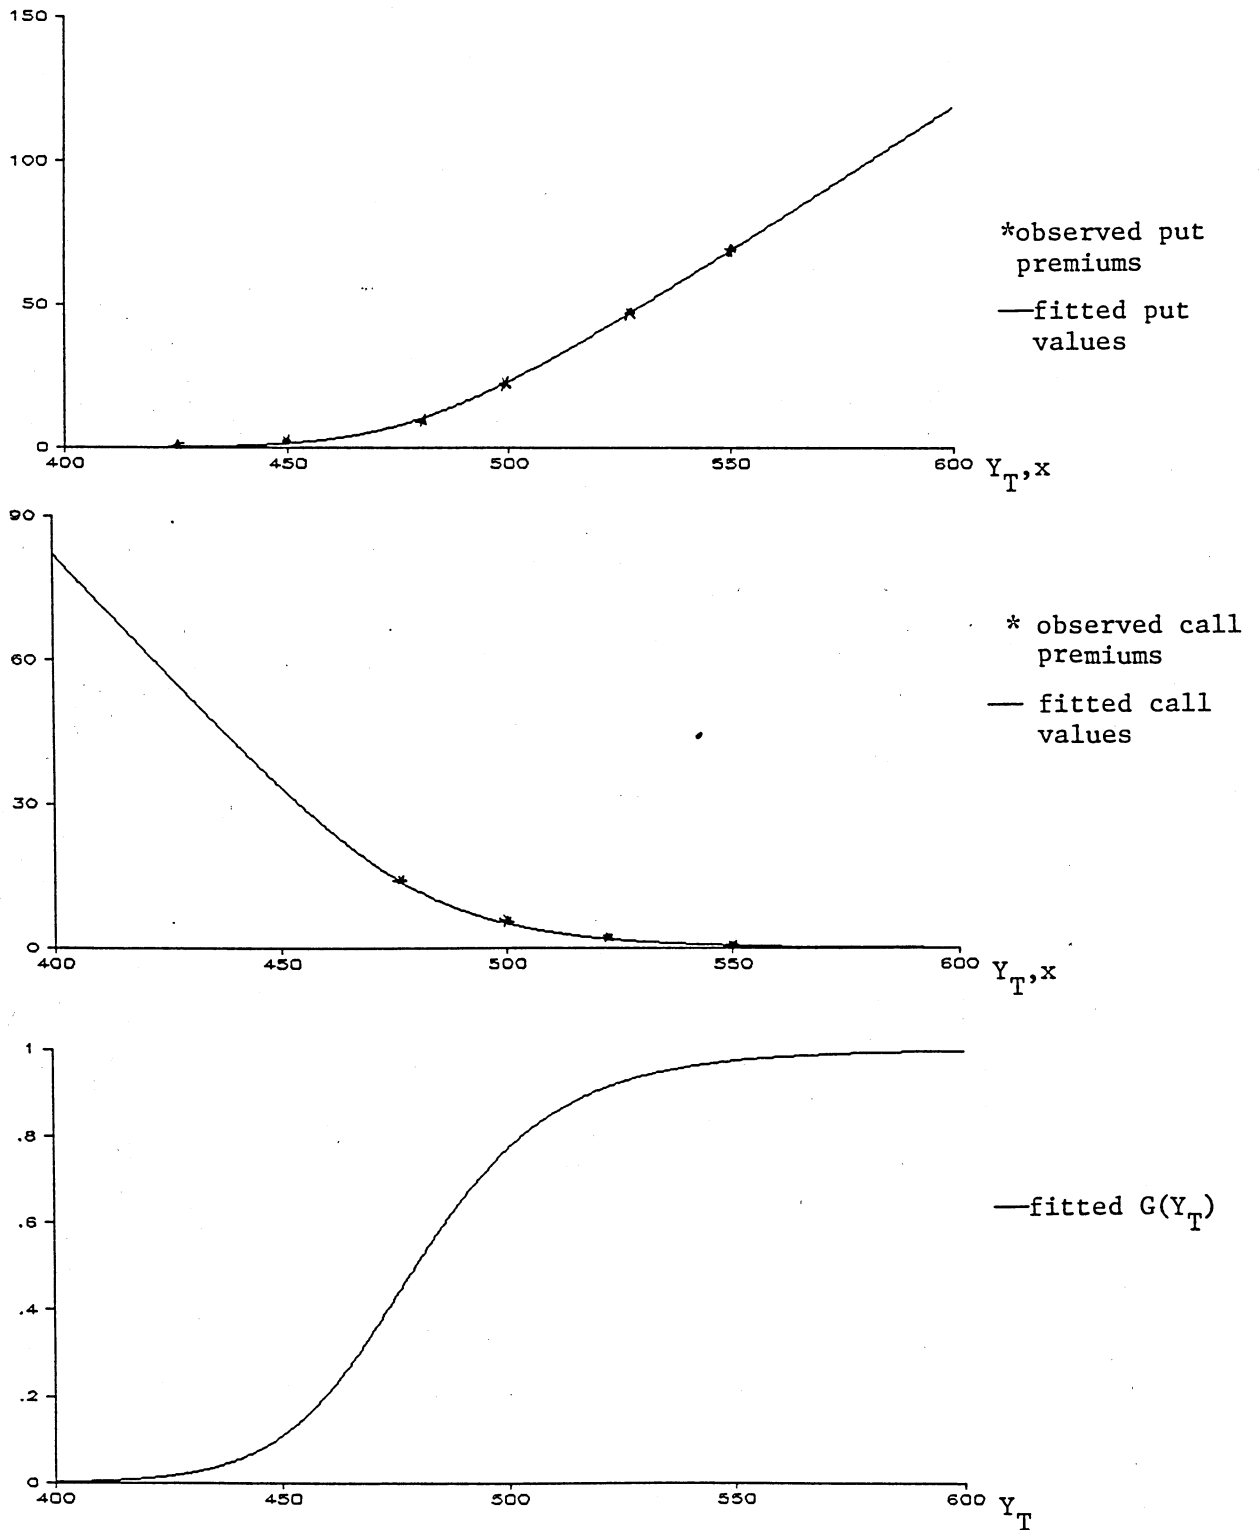 150
100
50
0
400 450 500 550 600 Y_T,x
*observed put
premiums
—fitted put
values
90
60
30
0
400 450 500 550 600 Y_T,x
* observed call
premiums
— fitted call
values
1
.8
.6
.4
.2
0
400 450 500 550 600 Y_T
—fitted G(Y_T)